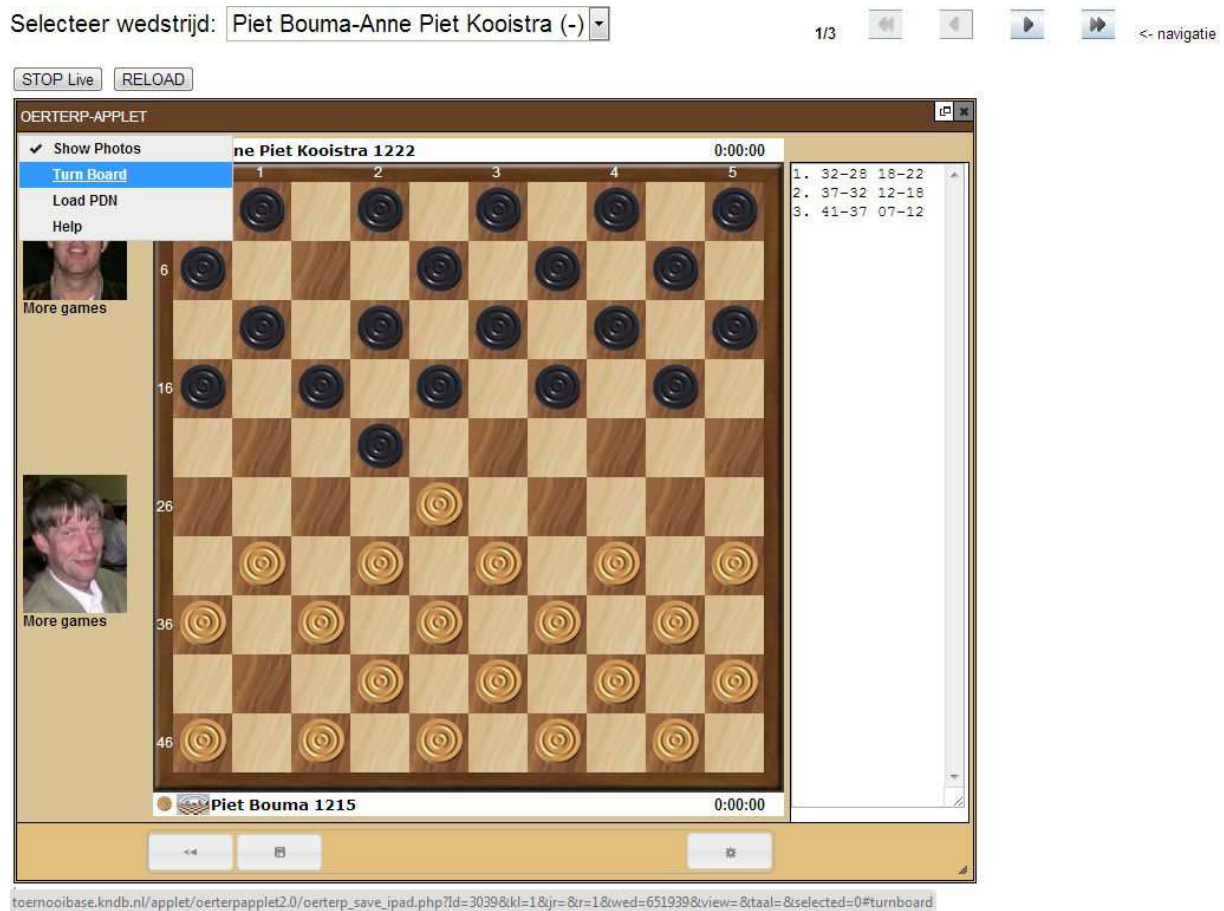 Selecteer wedstrijd: Piet Bouma-Anne Piet Kooistra (-)
1/3 <- navigatie
STOP Live RELOAD
OERTERP-APPLET
Show Photos
Turn Board
Load PDN
Help
ne Piet Kooistra 1222 0:00:00
1 2 3 4 5
1. 32-28 18-22
2. 37-32 12-18
3. 41-37 07-12
6
More games
16
26
More games
36
46
Piet Bouma 1215 0:00:00
toernooibase.kndb.nl/applet/oerterpapplet2.0/oerterp_save_ipad.php?Id=3039&kl=1&jr=&r=1&wed=651939&view=&taal=&selected=0#turnboard